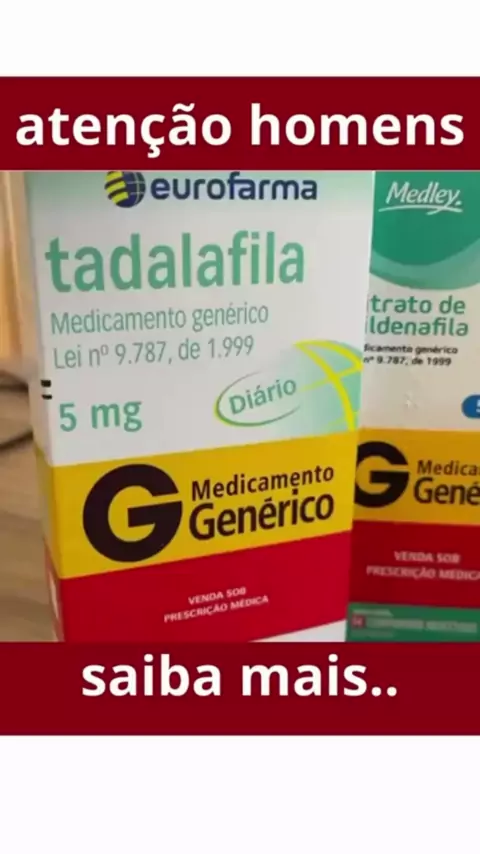 atenção homens
eurofarma
tadalafila
Medicamento genérico
Lei nº 9.787, de 1.999
5 mg
Diário
G Medicamento
Genérico
VENDA SOB
PRESCRIÇÃO MÉDICA
Medley.
trato de
ldenafila
dicamento genérico
nº 9.787, de 1999
G Medica
Gené
VENDA SOB
PRESCRIÇÃO MÉDICA
saiba mais..